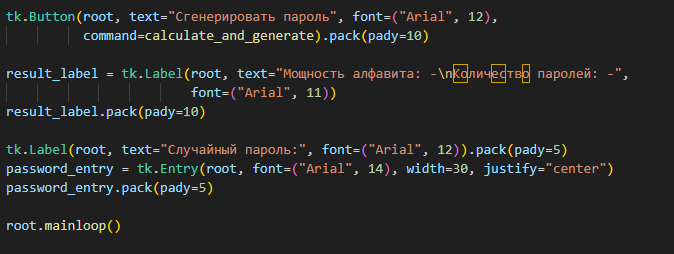 tk.Button(root, text="Сгенерировать пароль", font=("Arial", 12),
          command=calculate_and_generate).pack(pady=10)
result_label = tk.Label(root, text="Мощность алфавита: -\nКоличество паролей: -",
                        font=("Arial", 11))
result_label.pack(pady=10)
tk.Label(root, text="Случайный пароль:", font=("Arial", 12)).pack(pady=5)
password_entry = tk.Entry(root, font=("Arial", 14), width=30, justify="center")
password_entry.pack(pady=5)
root.mainloop()